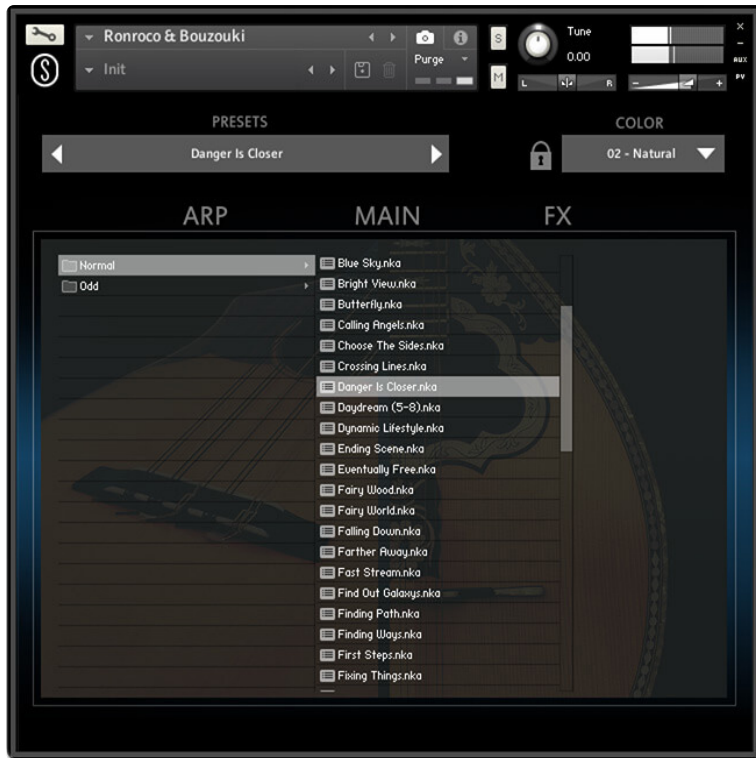 Ronroco & Bouzouki
Init
Purge
S
M
Tune
0.00
L
R
-
+
×
-
AUX
PV
S
PRESETS
COLOR
Danger Is Closer
02 - Natural
ARP
MAIN
FX
Normal
Odd
Blue Sky.nka
Bright View.nka
Butterfly.nka
Calling Angels.nka
Choose The Sides.nka
Crossing Lines.nka
Danger Is Closer.nka
Daydream (5-8).nka
Dynamic Lifestyle.nka
Ending Scene.nka
Eventually Free.nka
Fairy Wood.nka
Fairy World.nka
Falling Down.nka
Farther Away.nka
Fast Stream.nka
Find Out Galaxys.nka
Finding Path.nka
Finding Ways.nka
First Steps.nka
Fixing Things.nka